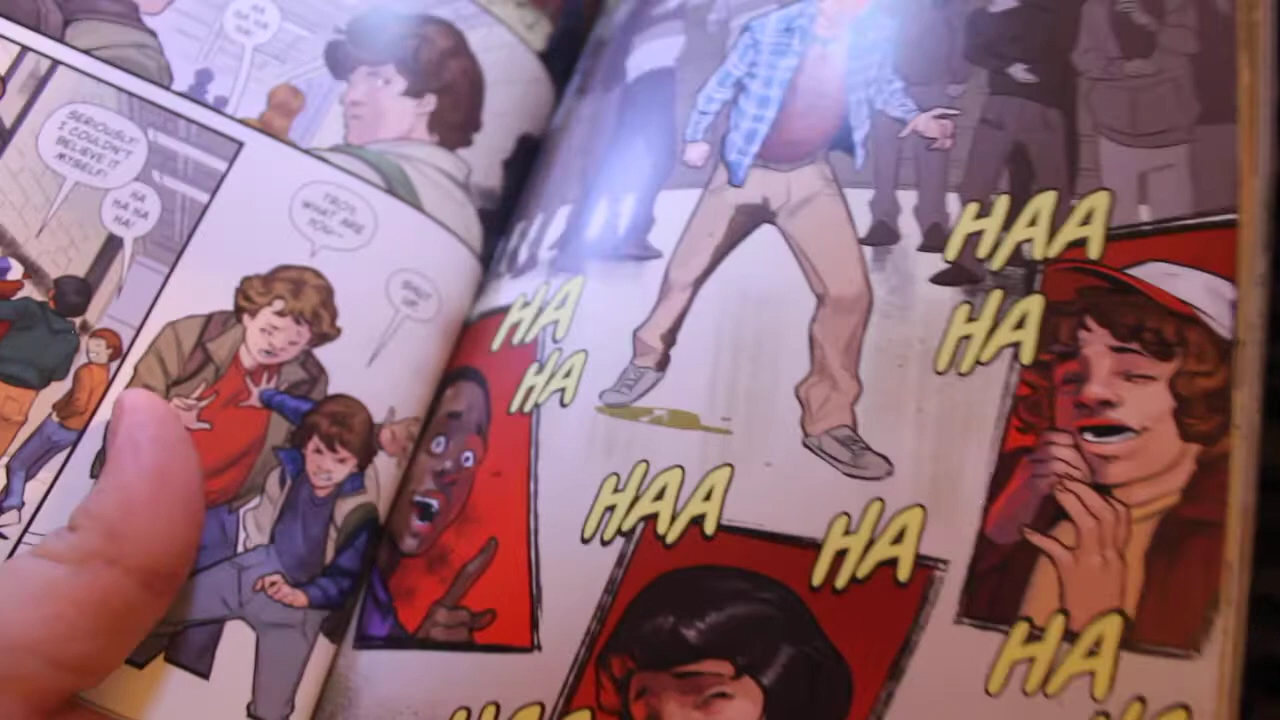 HA
HA HA
HA!
SERIOUSLY.
I COULDN'T
BELIEVE IT
MYSELF!
HA
HA HA
HA!
TROY,
WHAT ARE
YOU--
SHUT
UP.
HAA
HA
HA
HA
HAA
HA
HA
HAA